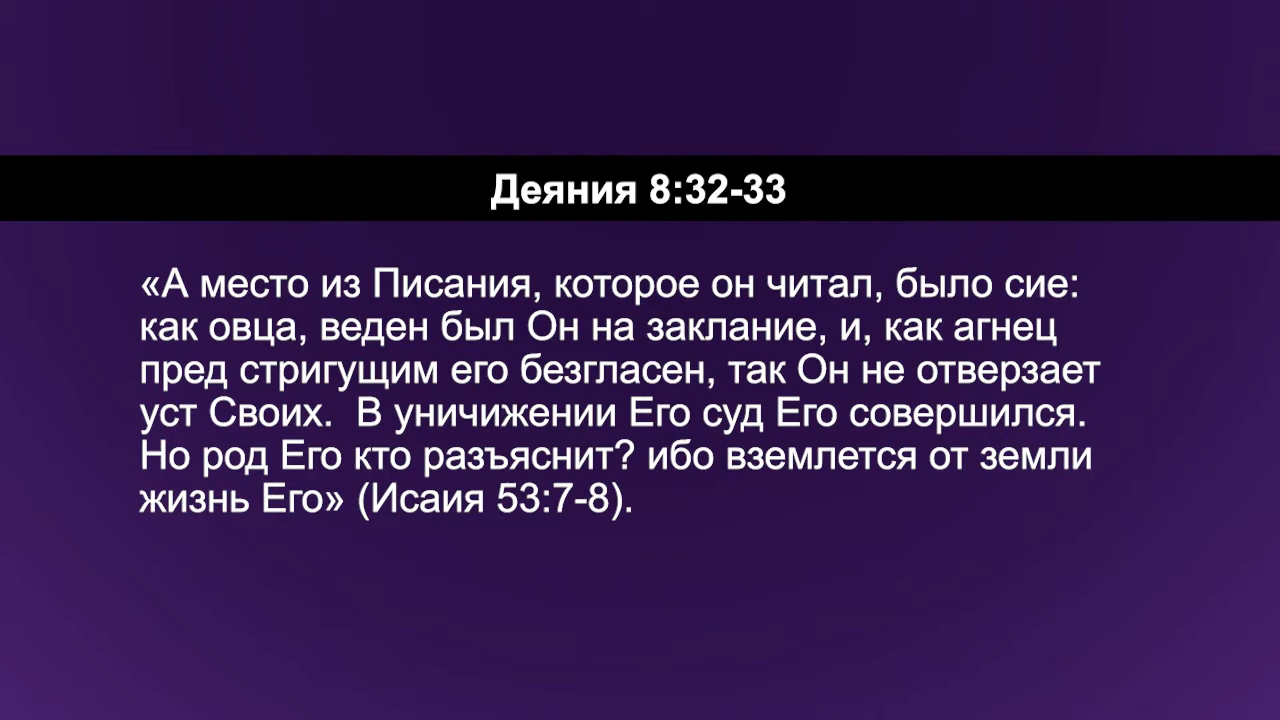 Деяния 8:32-33
«А место из Писания, которое он читал, было сие:
как овца, веден был Он на заклание, и, как агнец
пред стригущим его безгласен, так Он не отверзает
уст Своих.  В уничижении Его суд Его совершился.
Но род Его кто разъяснит? ибо вземлется от земли
жизнь Его» (Исаия 53:7-8).